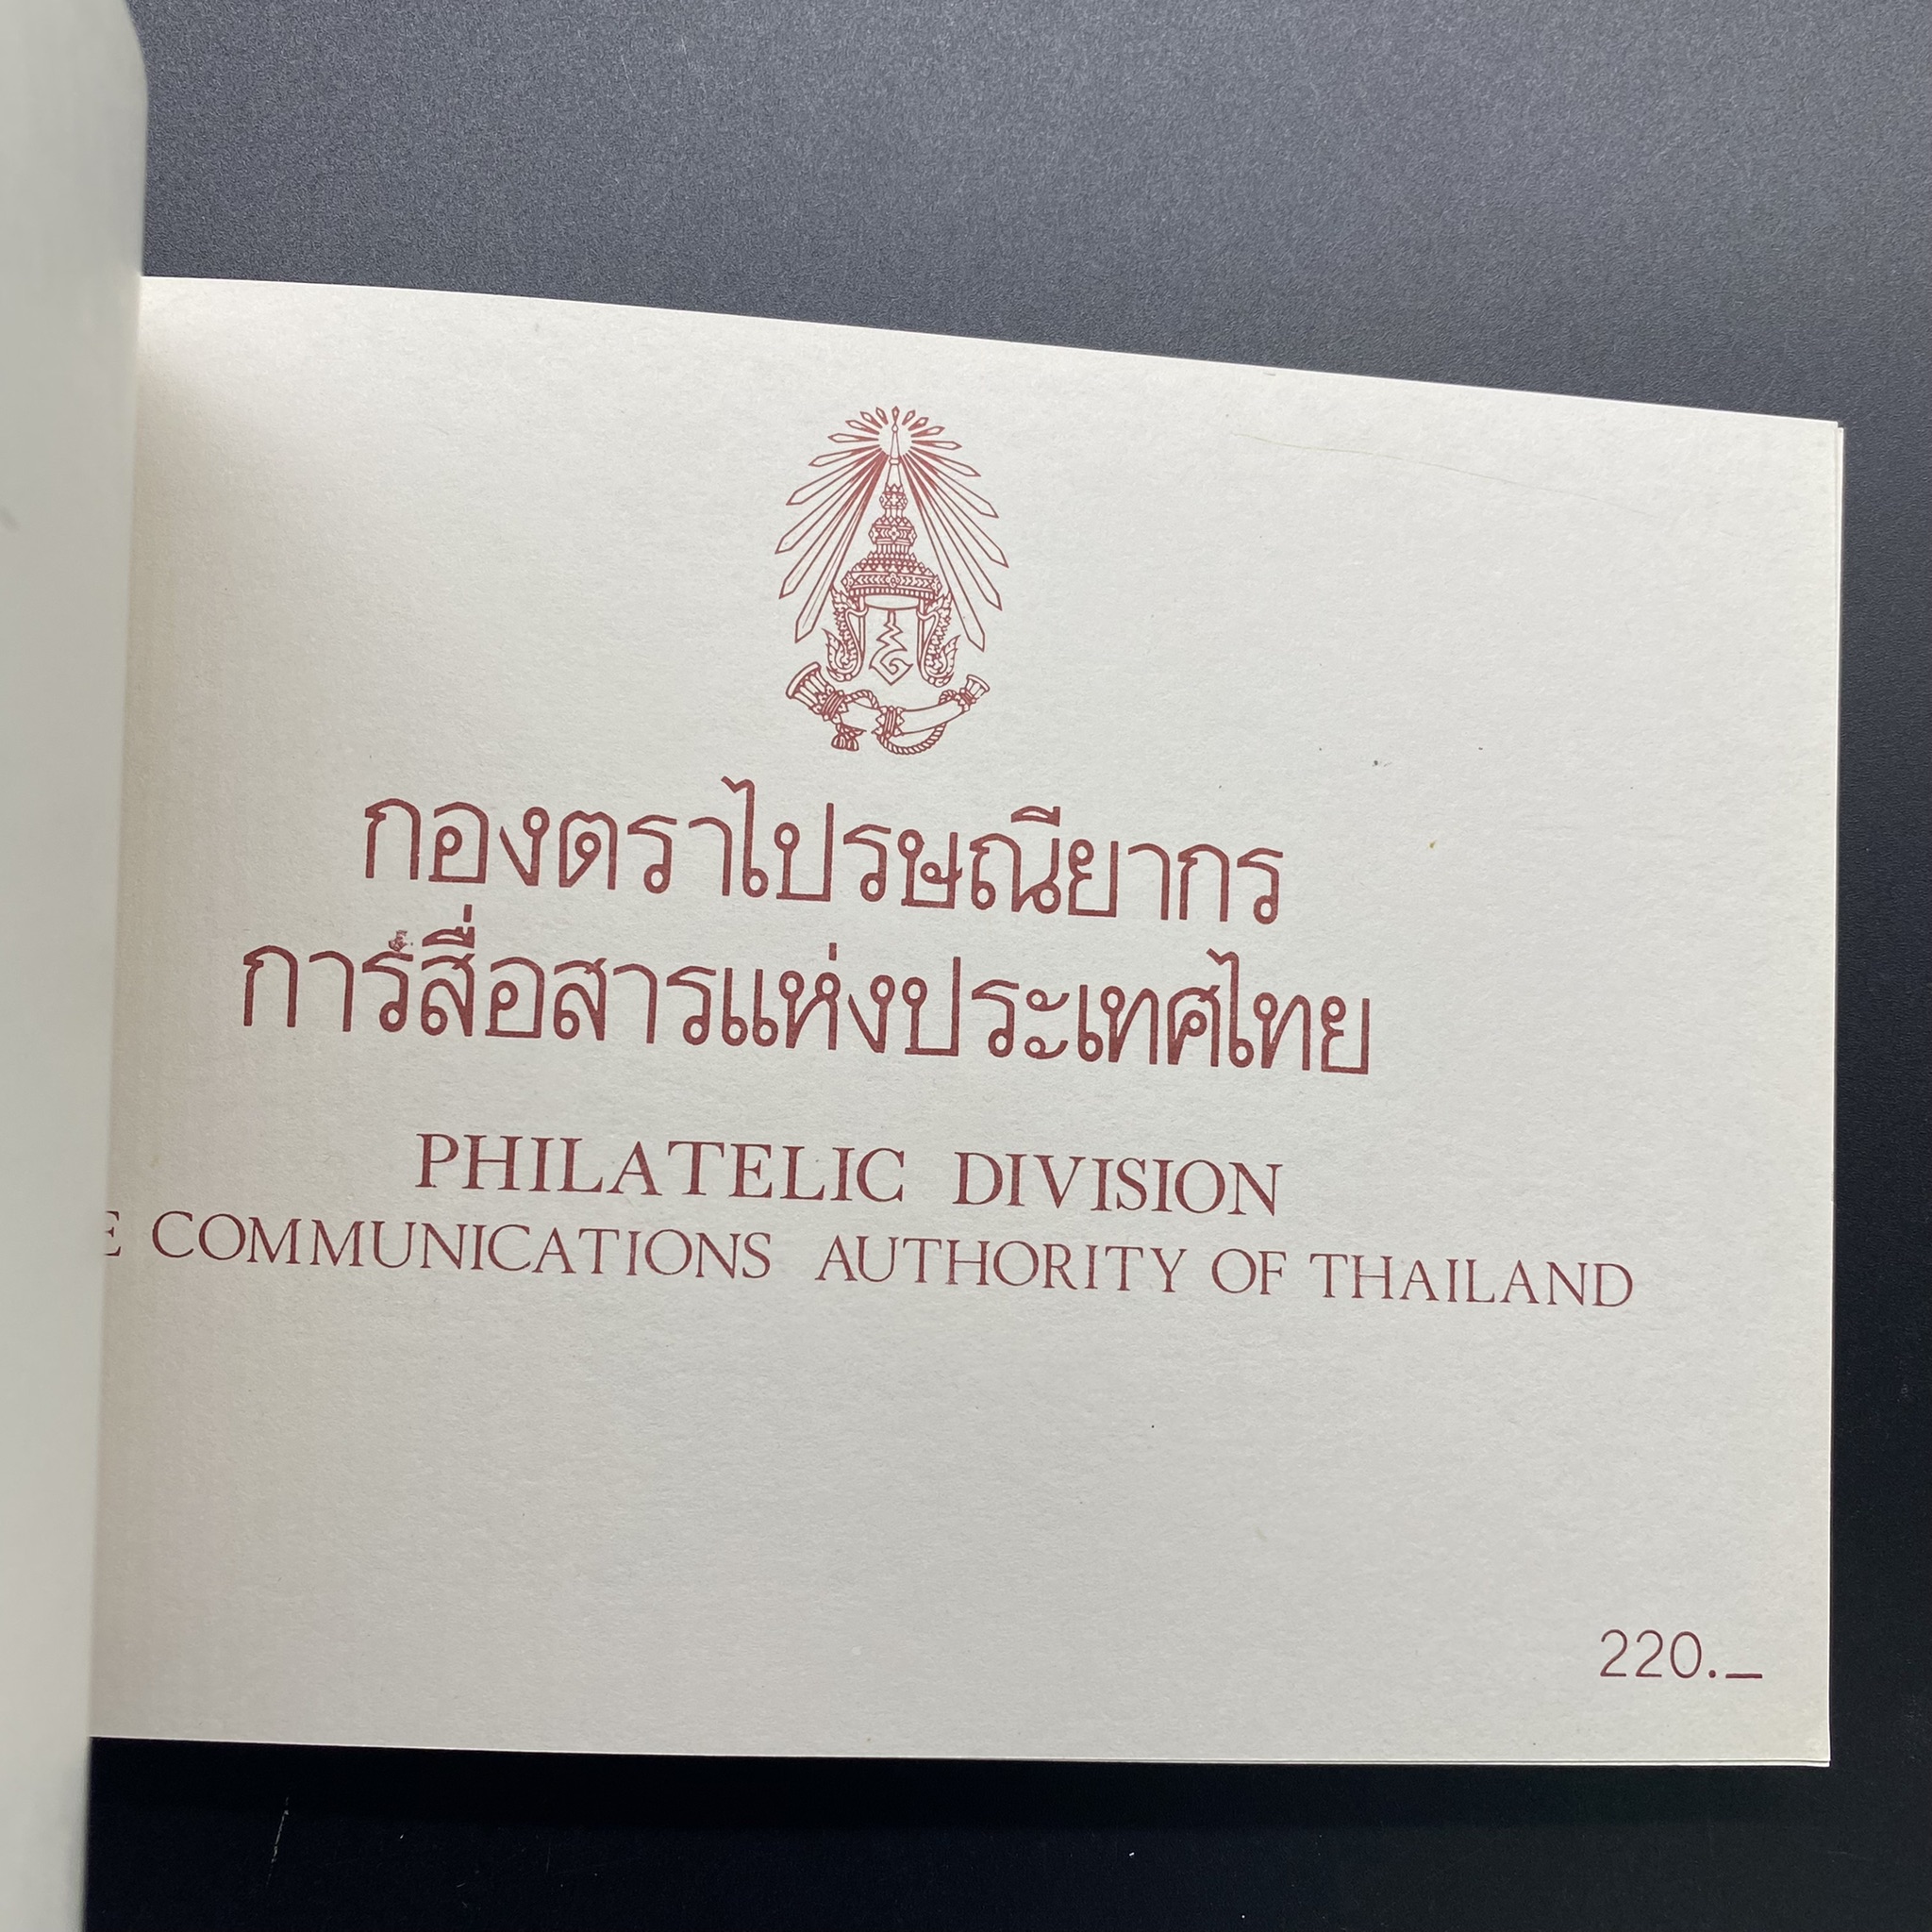 กองตราไปรษณียากร
การสื่อสารแห่งประเทศไทย
PHILATELIC DIVISION
COMMUNICATIONS AUTHORITY OF THAILAND
220.—